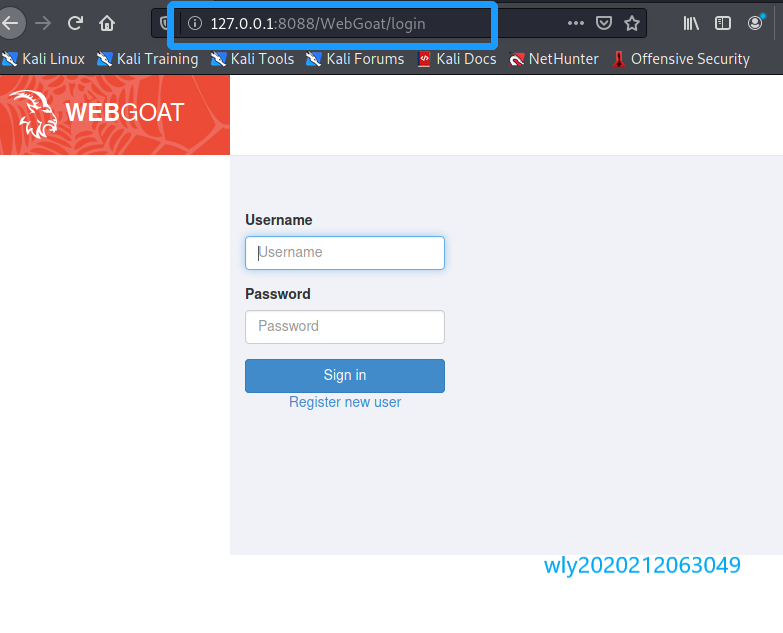 127.0.0.1:8088/WebGoat/login
Kali Linux Kali Training Kali Tools Kali Forums Kali Docs NetHunter Offensive Security
WEBGOAT
Username
Username
Password
Password
Sign in
Register new user
wly2020212063049